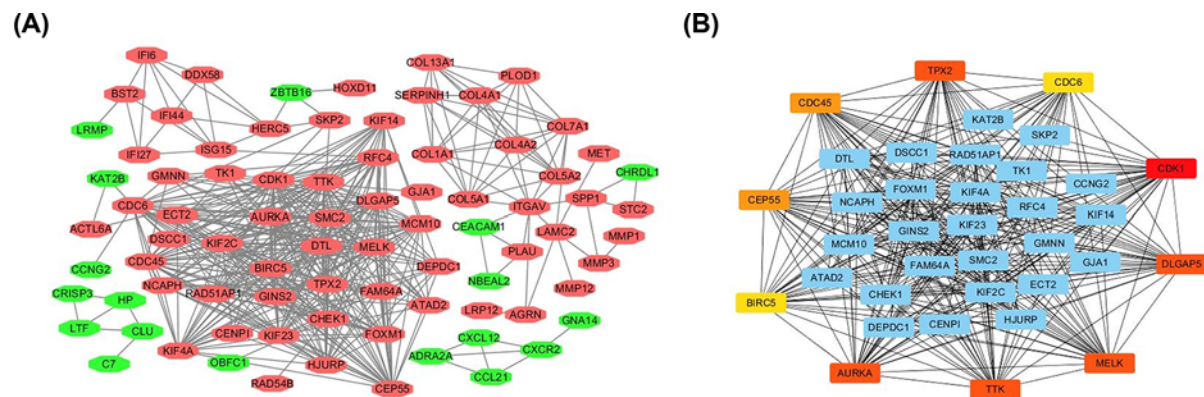 (A)
(B)
IFI6
DDX58
BST2
IFI44
LRMP
IFI27
ISG15
HERC5
ZBTB16
HOXD11
SKP2
KIF14
COL13A1
PLOD1
SERPINH1
COL4A1
COL7A1
COL1A1
COL4A2
COL5A2
COL5A1
ITGAV
MET
CHRDL1
SPP1
STC2
LAMC2
MMP1
MMP3
MMP12
CEACAM1
PLAU
NBEAL2
LRP12
AGRN
KAT2B
GMNN
TK1
CDK1
TTK
RFC4
DLGAP5
GJA1
CDC6
ECT2
AURKA
SMC2
MCM10
ACTL6A
DSCC1
KIF2C
DTL
MELK
CDC45
BIRC5
DEPDC1
CCNG2
NCAPH
RAD51AP1
TPX2
FAM64A
GINS2
ATAD2
CRISP3
HP
CHEK1
FOXM1
LTF
CLU
CENPI
KIF23
C7
KIF4A
OBFC1
HJURP
RAD54B
CEP55
GNA14
CXCL12
CXCR2
ADRA2A
CCL21
TPX2
CDC6
CDC45
KAT2B
SKP2
DTL
DSCC1
RAD51AP1
TK1
CDK1
CCNG2
CEP55
NCAPH
FOXM1
KIF4A
RFC4
KIF14
GINS2
KIF23
MCM10
GMNN
DLGAP5
GJA1
FAM64A
SMC2
ATAD2
ECT2
BIRC5
CHEK1
KIF2C
DEPDC1
CENPI
HJURP
MELK
AURKA
TTK